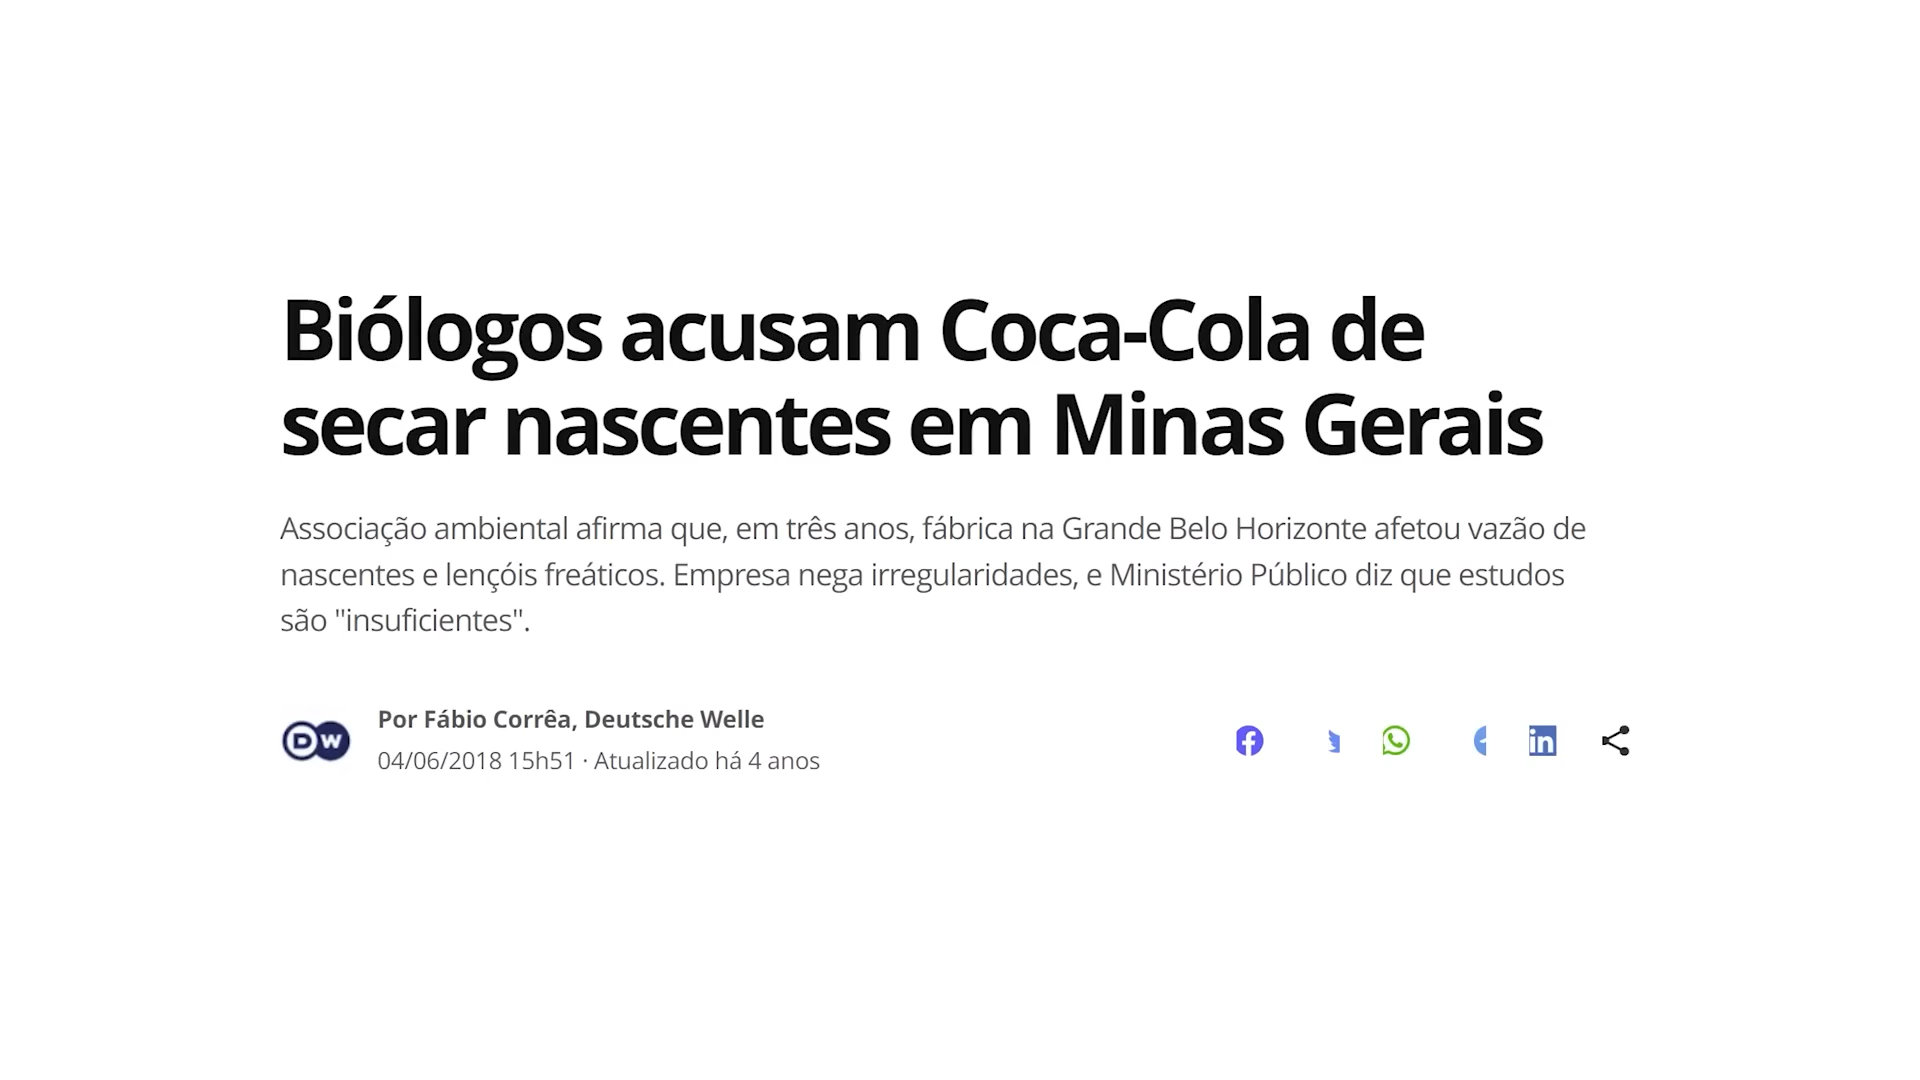 Biólogos acusam Coca-Cola de
secar nascentes em Minas Gerais
Associação ambiental afirma que, em três anos, fábrica na Grande Belo Horizonte afetou vazão de
nascentes e lençóis freáticos. Empresa nega irregularidades, e Ministério Público diz que estudos
são "insuficientes".
DW
Por Fábio Corrêa, Deutsche Welle
04/06/2018 15h51 · Atualizado há 4 anos